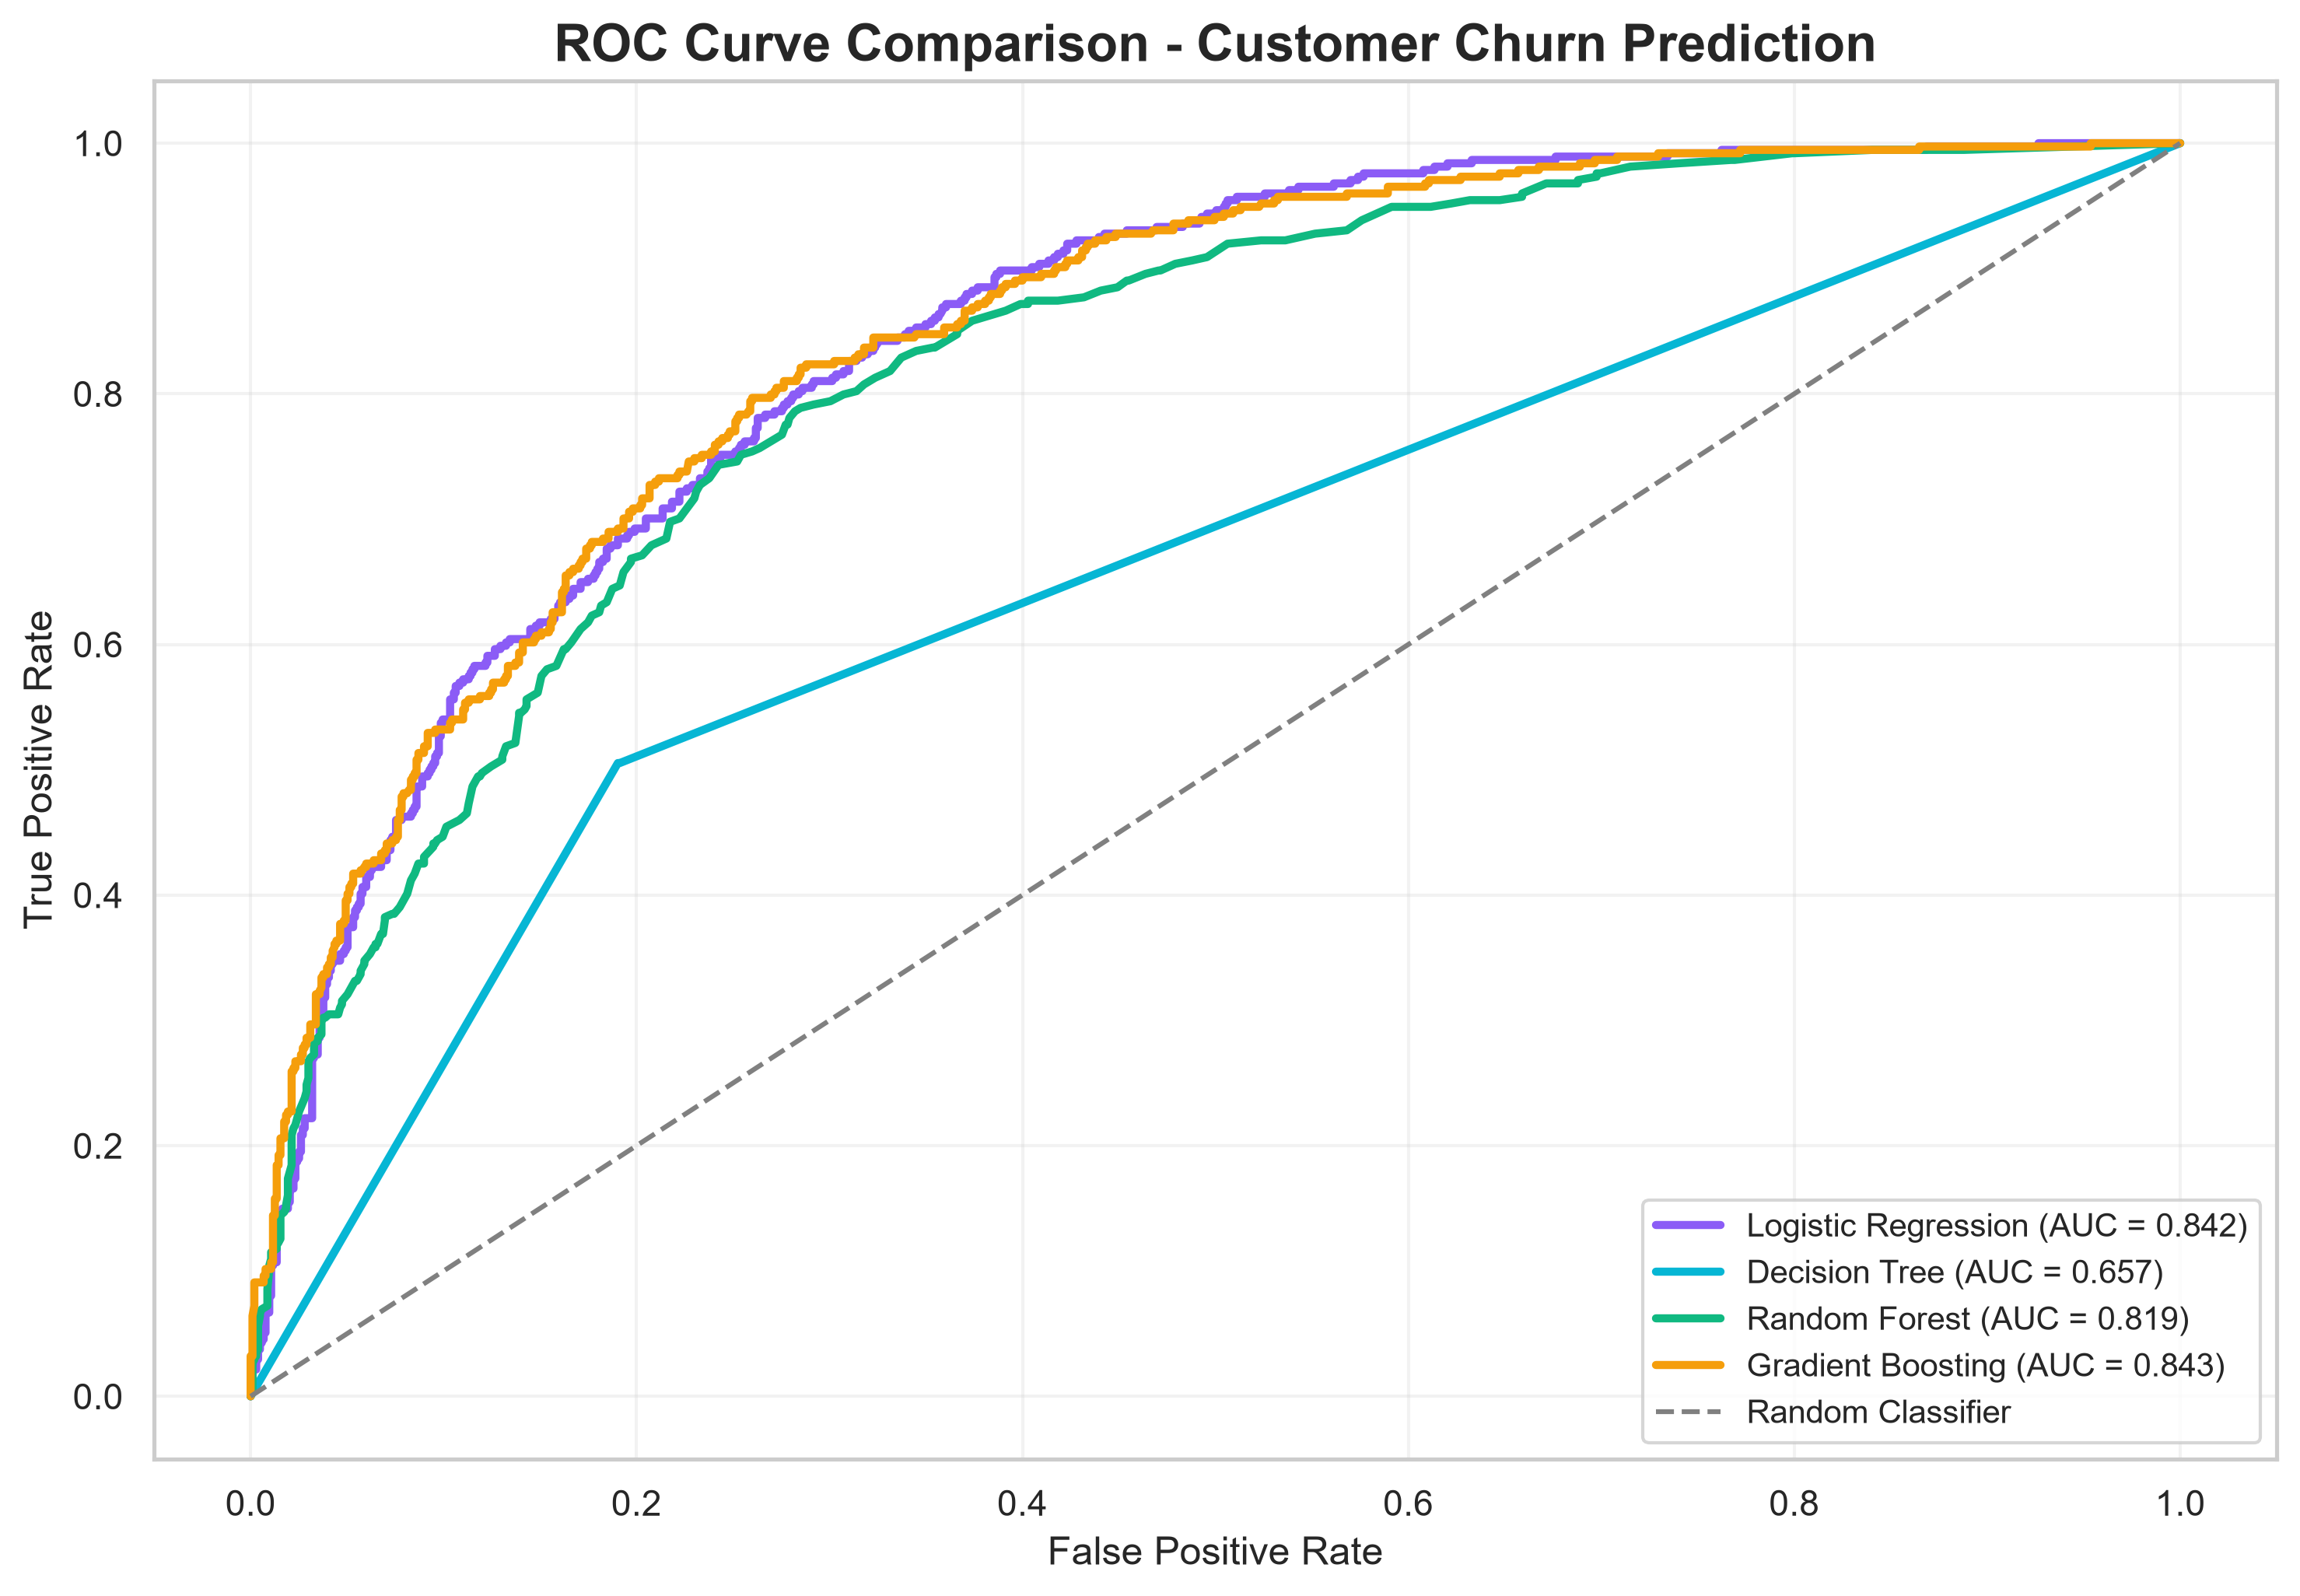 ROC Curve Comparison - Customer Churn Prediction
True Positive Rate
1.0
0.8
0.6
0.4
0.2
0.0
0.0 0.2 0.4 0.6 0.8 1.0
False Positive Rate
Logistic Regression (AUC = 0.842)
Decision Tree (AUC = 0.657)
Random Forest (AUC = 0.819)
Gradient Boosting (AUC = 0.843)
Random Classifier